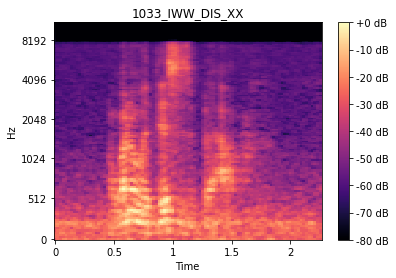 1033_IWW_DIS_XX
+0 dB
8192
-10 dB
4096
-20 dB
-30 dB
2048
Hz
-40 dB
1024
-50 dB
512
-60 dB
-70 dB
0
-80 dB
0
0.5
1
1.5
2
Time